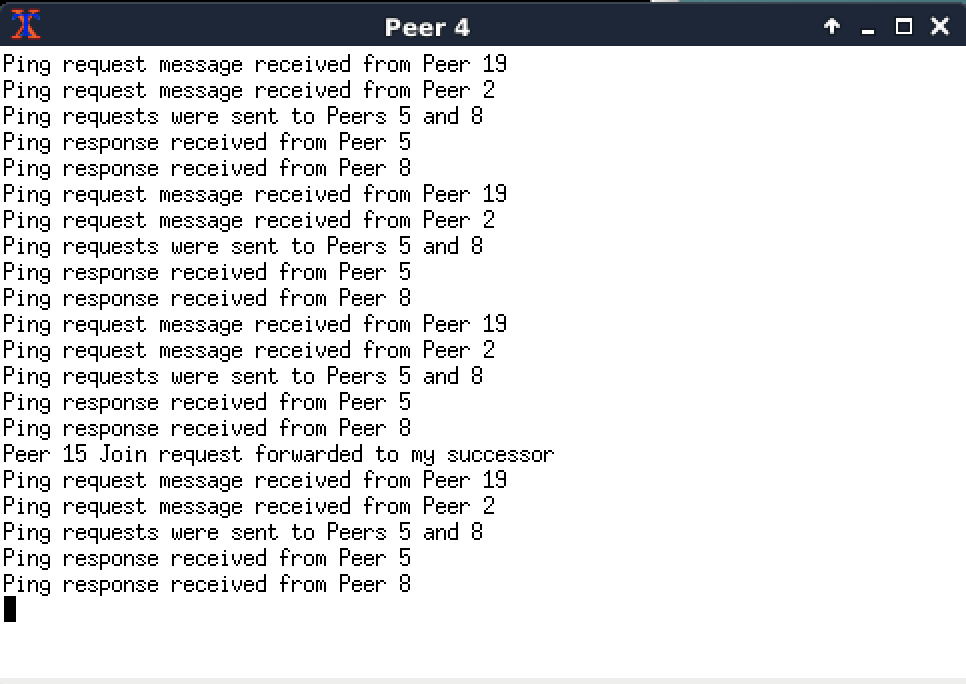 Peer 4
Ping request message received from Peer 19
Ping request message received from Peer 2
Ping requests were sent to Peers 5 and 8
Ping response received from Peer 5
Ping response received from Peer 8
Ping request message received from Peer 19
Ping request message received from Peer 2
Ping requests were sent to Peers 5 and 8
Ping response received from Peer 5
Ping response received from Peer 8
Ping request message received from Peer 19
Ping request message received from Peer 2
Ping requests were sent to Peers 5 and 8
Ping response received from Peer 5
Ping response received from Peer 8
Peer 15 Join request forwarded to my successor
Ping request message received from Peer 19
Ping request message received from Peer 2
Ping requests were sent to Peers 5 and 8
Ping response received from Peer 5
Ping response received from Peer 8